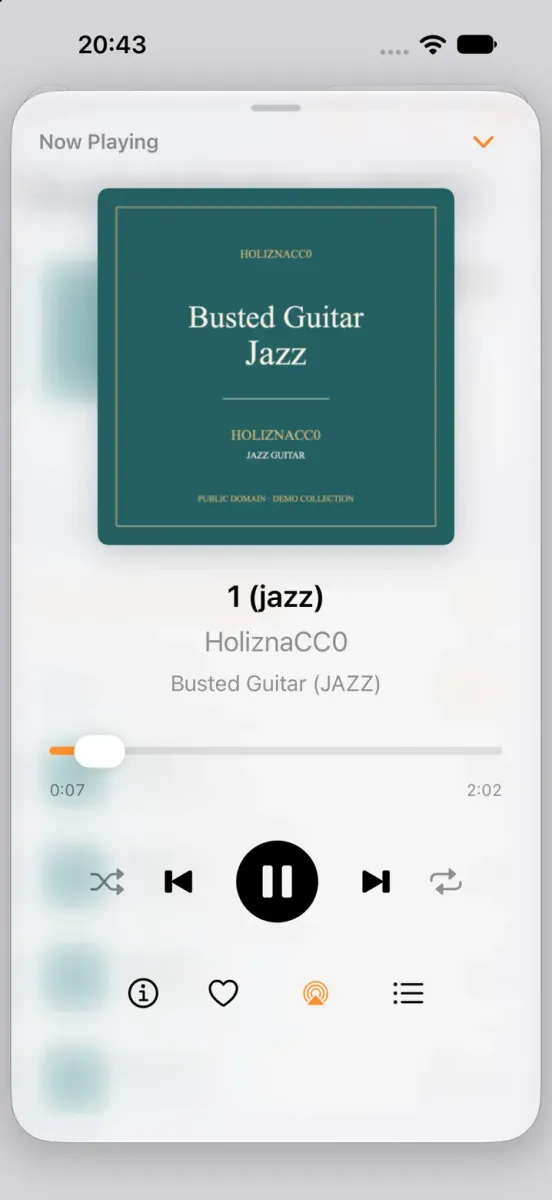 20:43
Now Playing
HOLIZNACC0
Busted Guitar
Jazz
HOLIZNACC0
JAZZ GUITAR
PUBLIC DOMAIN · DEMO COLLECTION
1 (jazz)
HoliznaCC0
Busted Guitar (JAZZ)
0:07
2:02